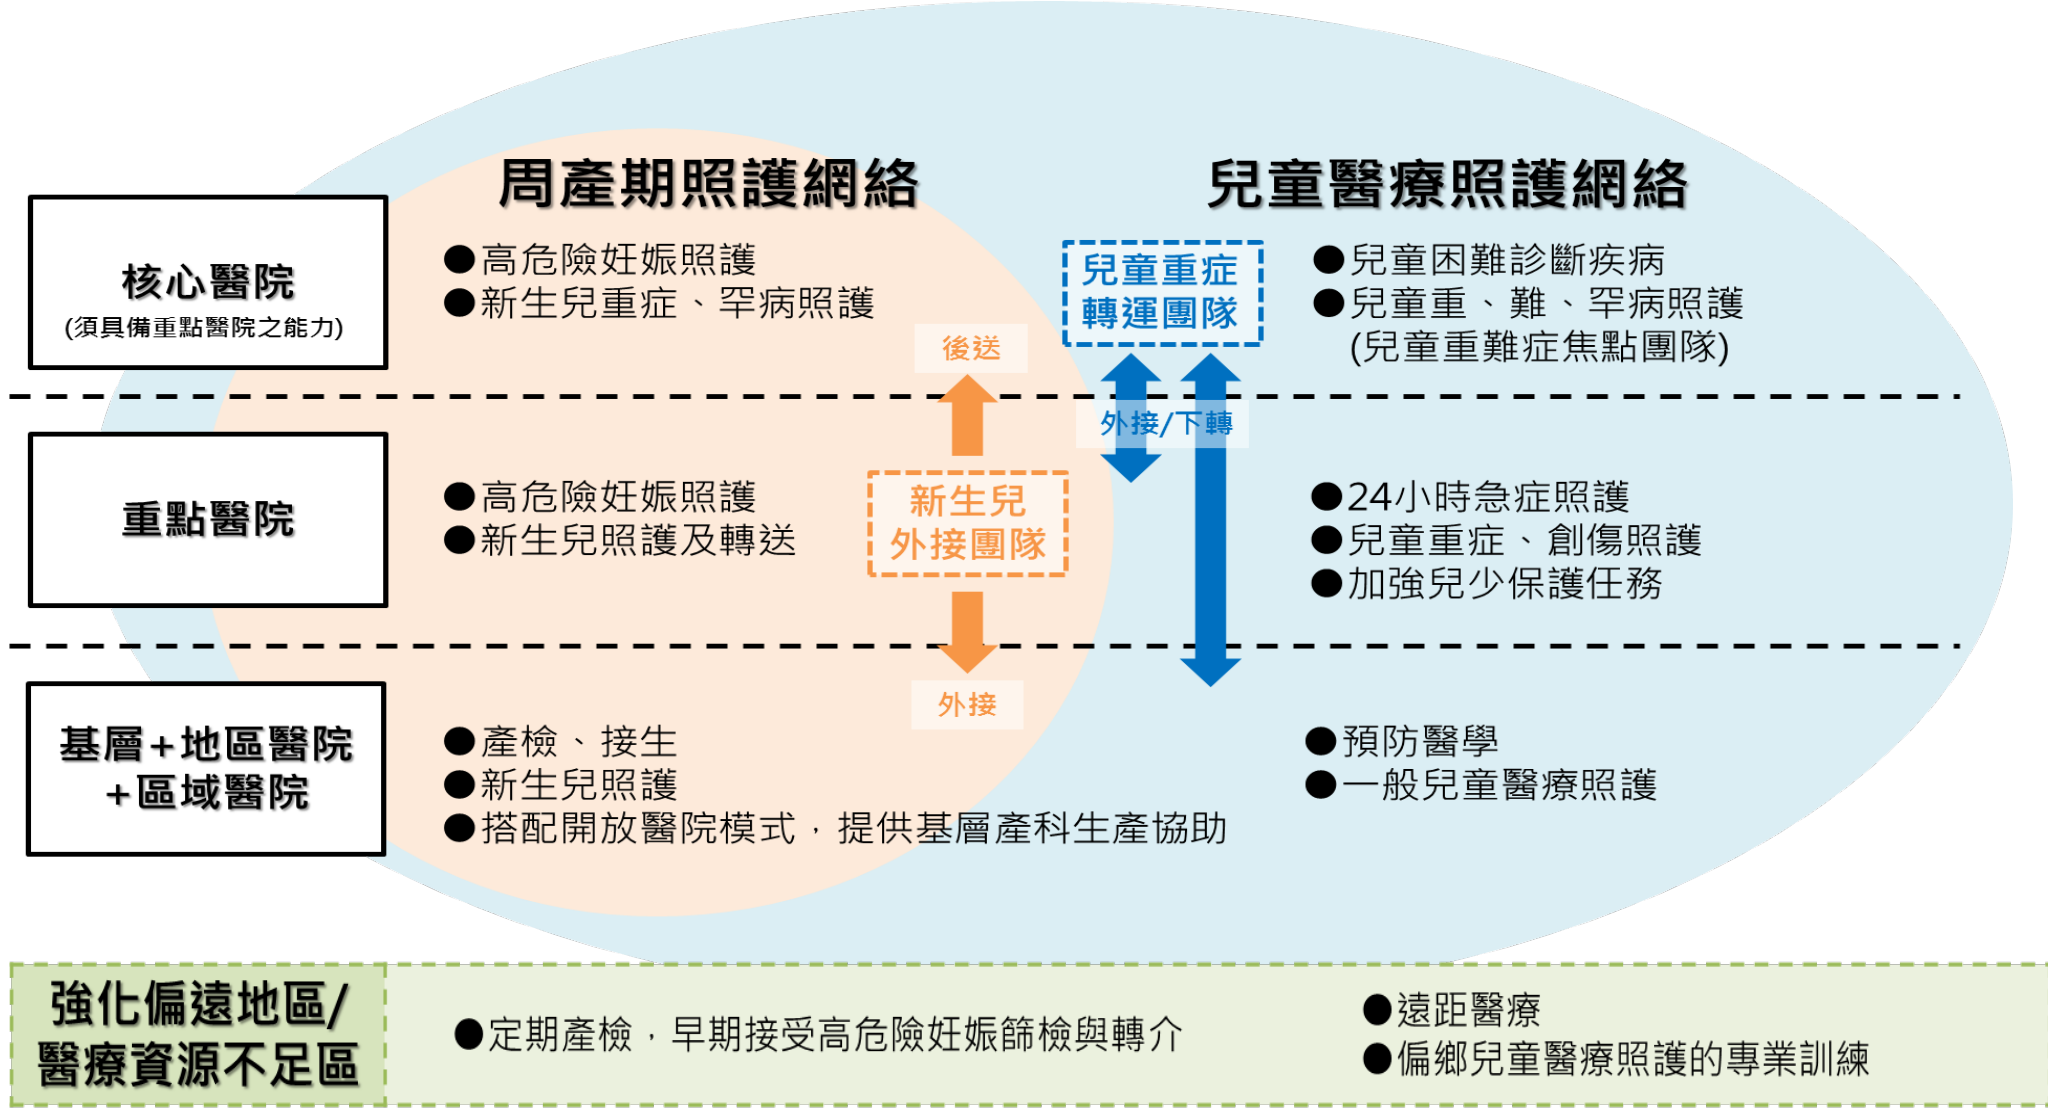 周產期照護網絡
兒童醫療照護網絡
核心醫院
(須具備重點醫院之能力)
●高危險妊娠照護
●新生兒重症、罕病照護
後送
兒童重症
轉運團隊
外接/下轉
●兒童困難診斷疾病
●兒童重、難、罕病照護
(兒童重難症焦點團隊)
重點醫院
●高危險妊娠照護
●新生兒照護及轉送
新生兒
外接團隊
●24小時急症照護
●兒童重症、創傷照護
●加強兒少保護任務
外接
基層+地區醫院
+區域醫院
●產檢、接生
●新生兒照護
●搭配開放醫院模式，提供基層產科生產協助
●預防醫學
●一般兒童醫療照護
強化偏遠地區/
醫療資源不足區
●定期產檢，早期接受高危險妊娠篩檢與轉介
●遠距醫療
●偏鄉兒童醫療照護的專業訓練